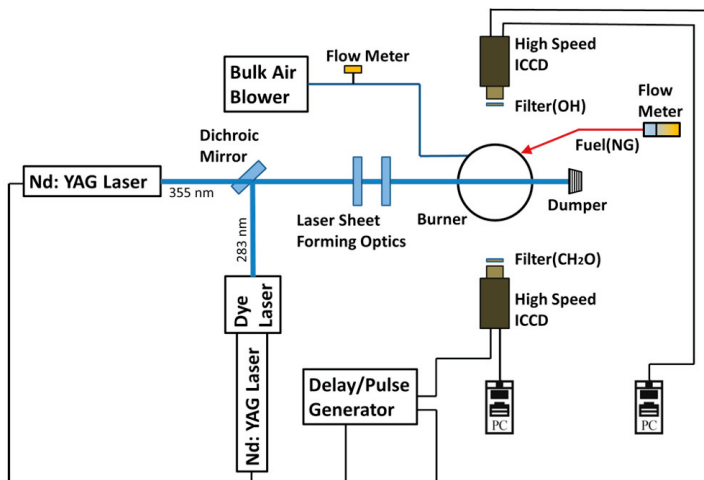 High Speed
ICCD
Flow Meter
Bulk Air
Blower
Filter(OH)
Flow
Meter
Fuel(NG)
Dichroic
Mirror
Nd: YAG Laser
355 nm
283 nm
Laser Sheet
Forming Optics
Burner
Dumper
Filter(CH₂O)
High Speed
ICCD
Dye
Laser
Nd: YAG Laser
Delay/Pulse
Generator
PC
PC